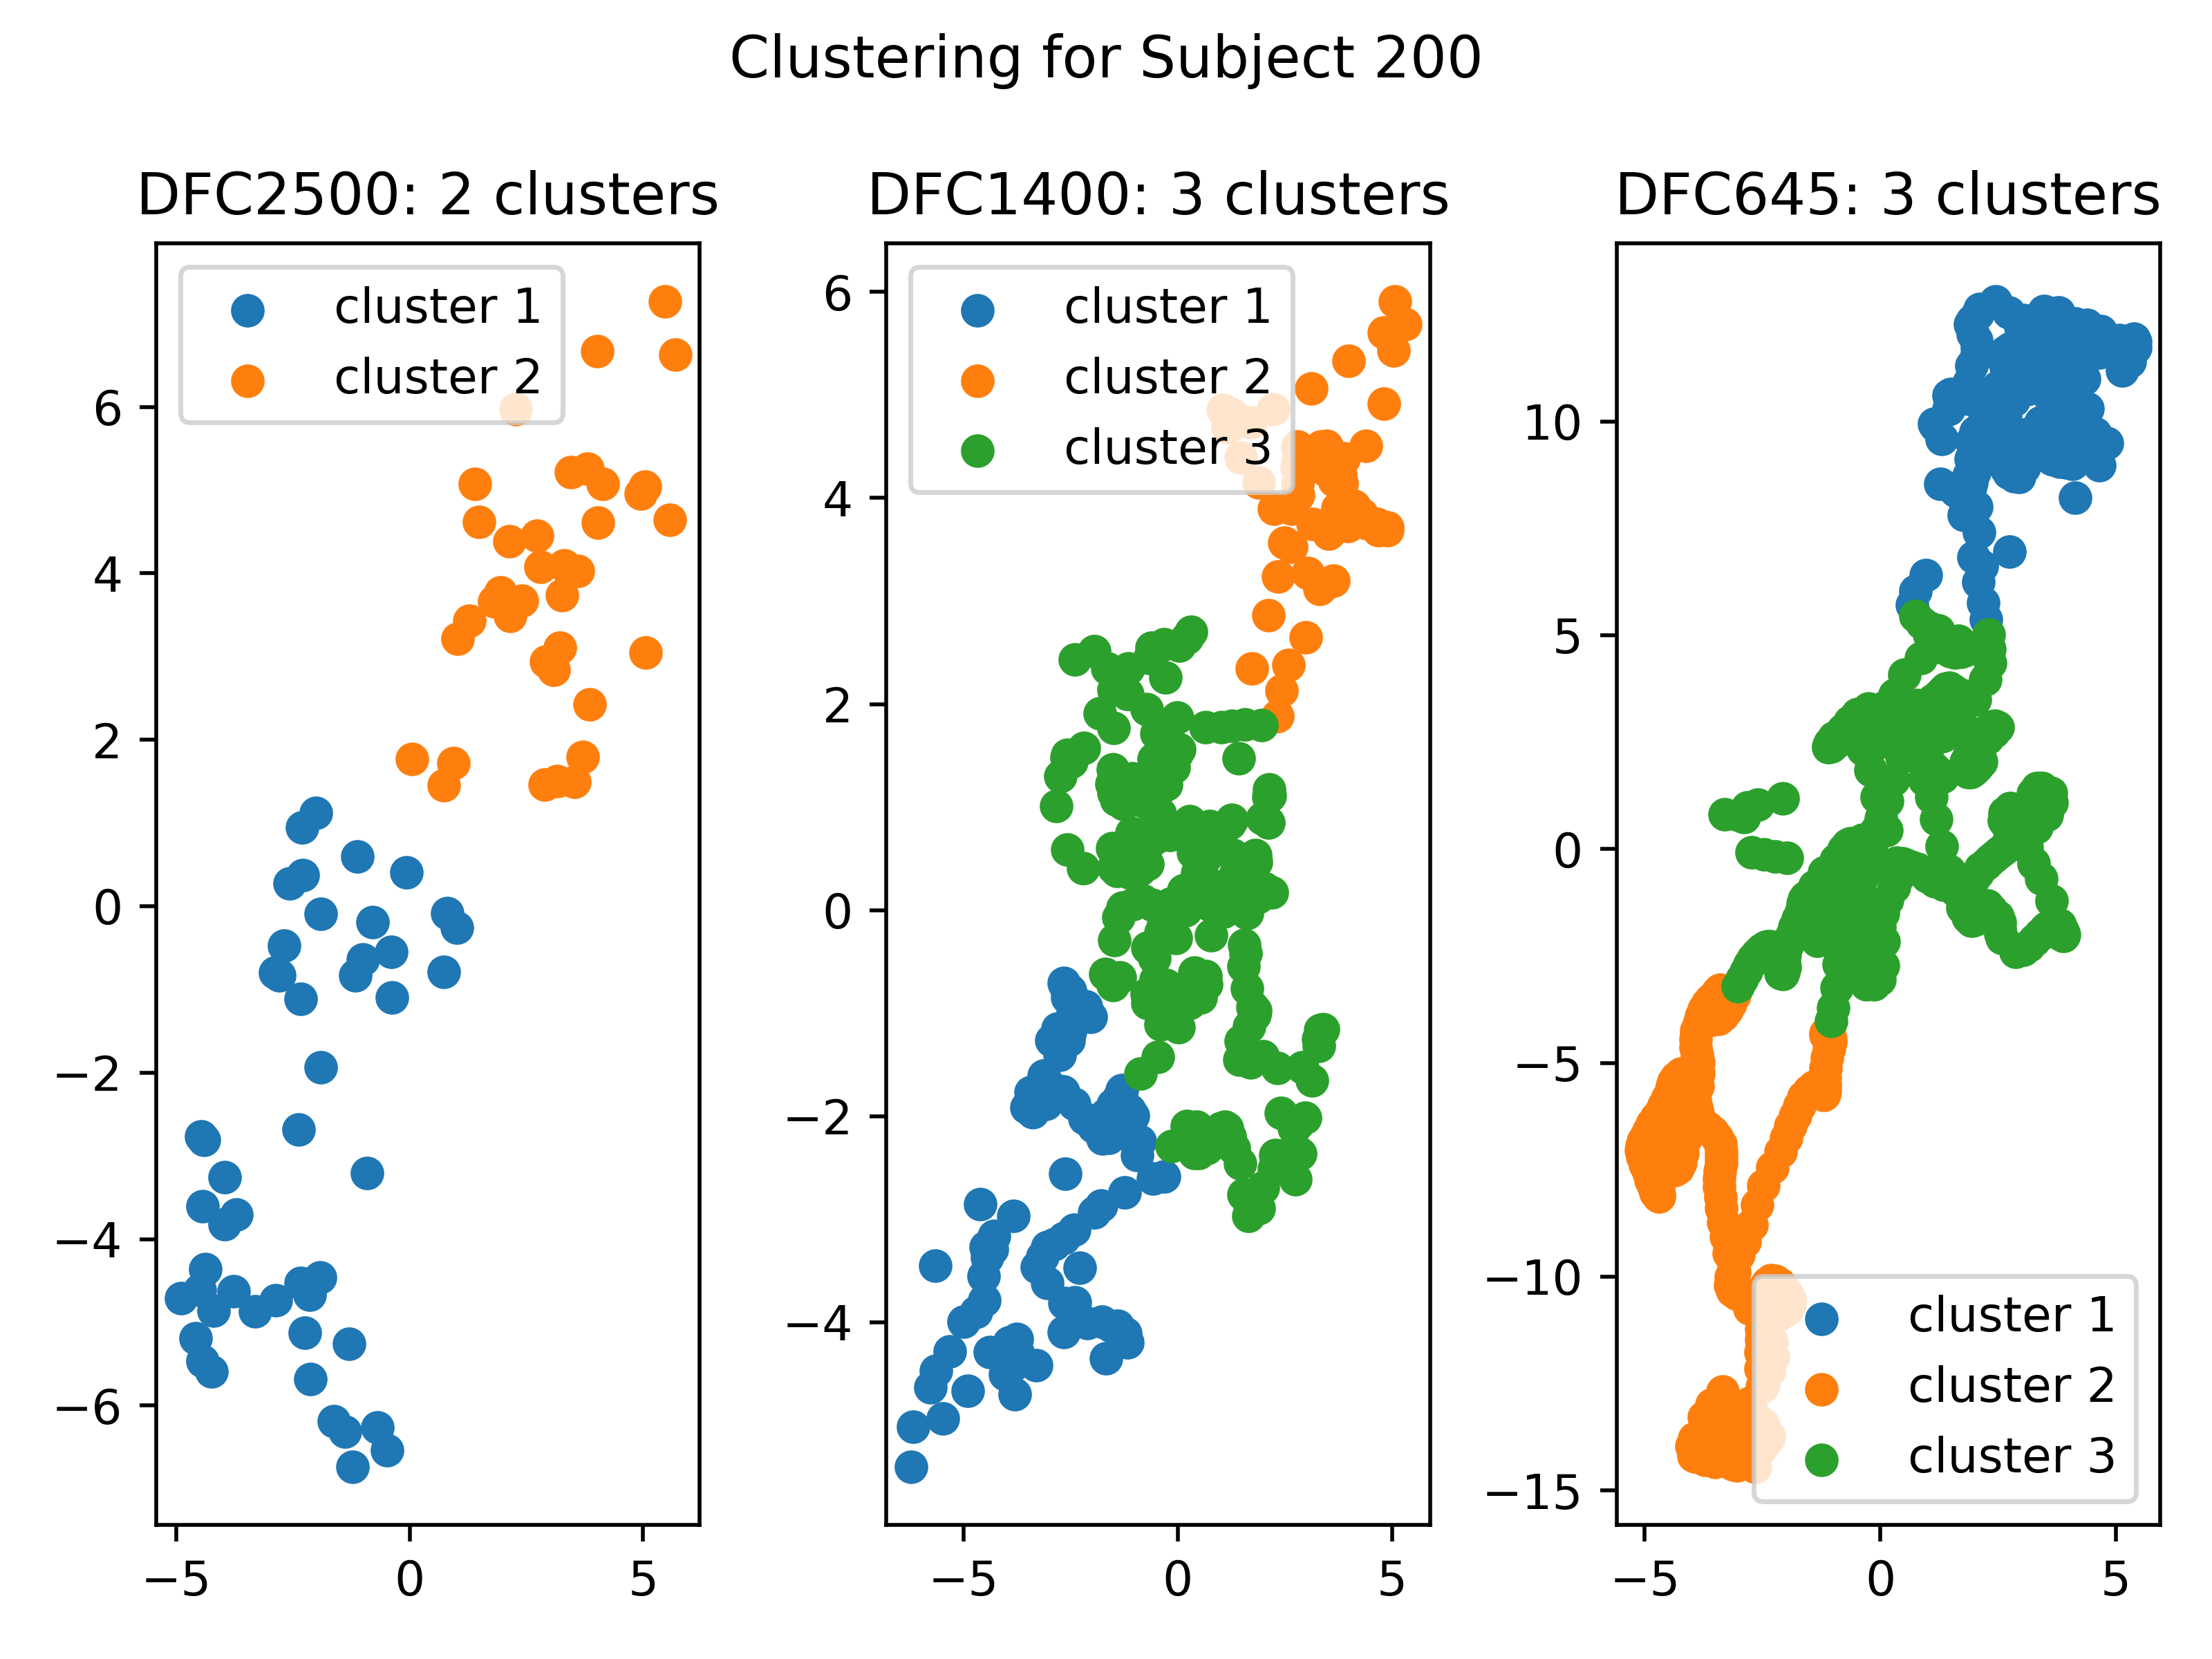 Clustering for Subject 200
DFC2500: 2 clusters
cluster 1
cluster 2
6
4
2
0
−2
−4
−6
−5 0 5
DFC1400: 3 clusters
cluster 1
cluster 2
cluster 3
6
4
2
0
−2
−4
−5 0 5
DFC645: 3 clusters
10
5
0
−5
−10
−15
cluster 1
cluster 2
cluster 3
−5 0 5